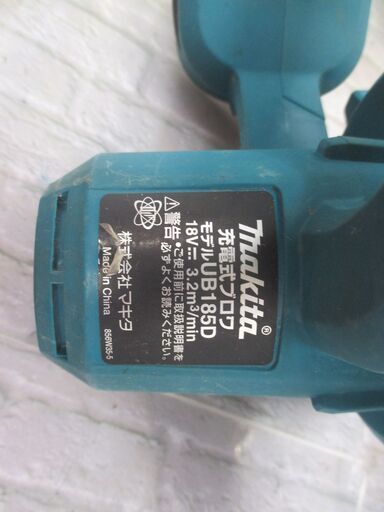 makita®
充電式ブロワ
モデルUB185D
18V⎓ 3.2m3/min
⚠警告 •ご使用前に取扱説明書を
必ずよくお読みください。
株式会社マキタ
Made in China
856W35-5